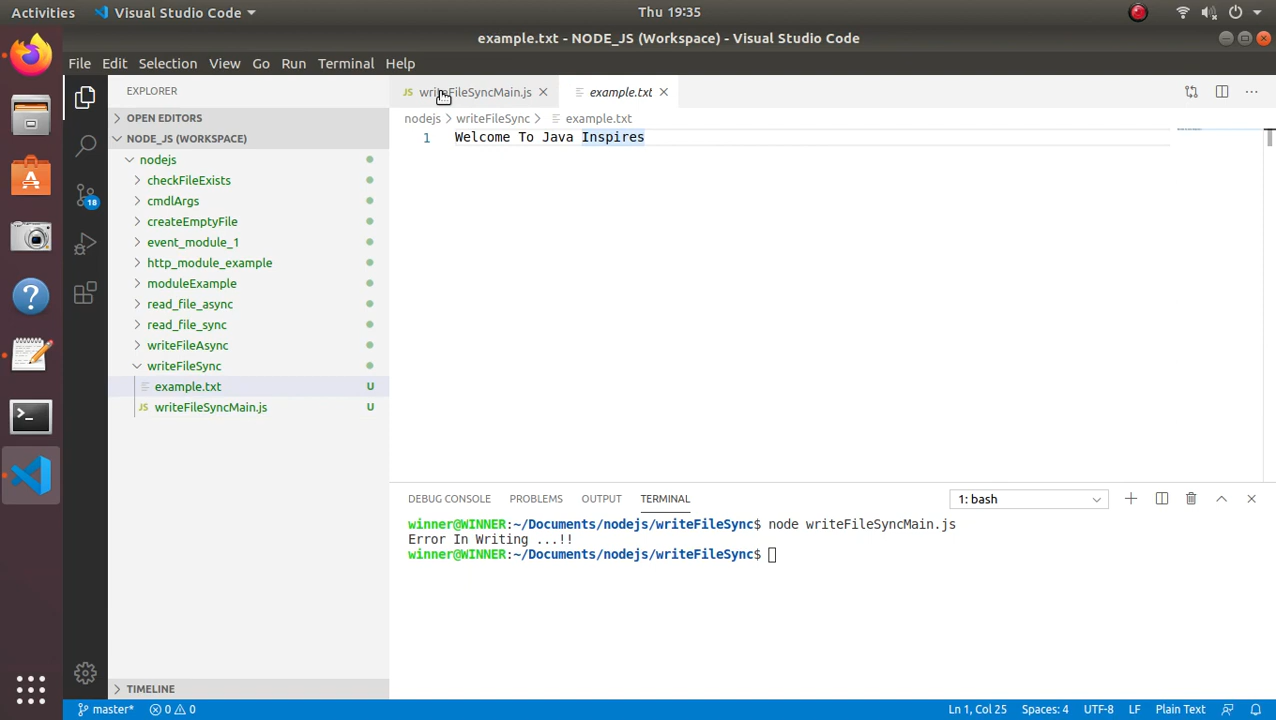 Activities Visual Studio Code Thu 19:35
example.txt - NODE_JS (Workspace) - Visual Studio Code
File Edit Selection View Go Run Terminal Help
EXPLORER
OPEN EDITORS
NODE_JS (WORKSPACE)
nodejs
checkFileExists
cmdlArgs
createEmptyFile
event_module_1
http_module_example
moduleExample
read_file_async
read_file_sync
writeFileAsync
writeFileSync
example.txt U
JS writeFileSyncMain.js U
TIMELINE
18
JS writeFileSyncMain.js example.txt
nodejs > writeFileSync > example.txt
1 Welcome To Java Inspires
DEBUG CONSOLE PROBLEMS OUTPUT TERMINAL 1: bash
winner@WINNER:~/Documents/nodejs/writeFileSync$ node writeFileSyncMain.js
Error In Writing ...!!
winner@WINNER:~/Documents/nodejs/writeFileSync$
master* 0 0 Ln 1, Col 25 Spaces: 4 UTF-8 LF Plain Text